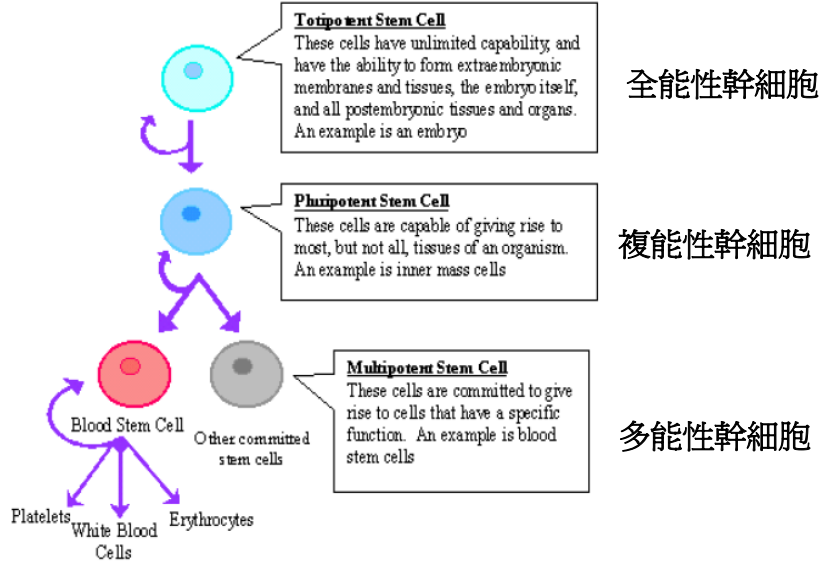 Totipotent Stem Cell
These cells have unlimited capability, and
have the ability to form extraembryonic
membranes and tissues, the embryo itself,
and all postembryonic tissues and organs.
An example is an embryo
全能性幹細胞
Pluripotent Stem Cell
These cells are capable of giving rise to
most, but not all, tissues of an organism.
An example is inner mass cells
複能性幹細胞
Multipotent Stem Cell
These cells are committed to give
rise to cells that have a specific
function. An example is blood
stem cells
多能性幹細胞
Blood Stem Cell
Other committed
stem cells
Platelets
White Blood
Cells
Erythrocytes